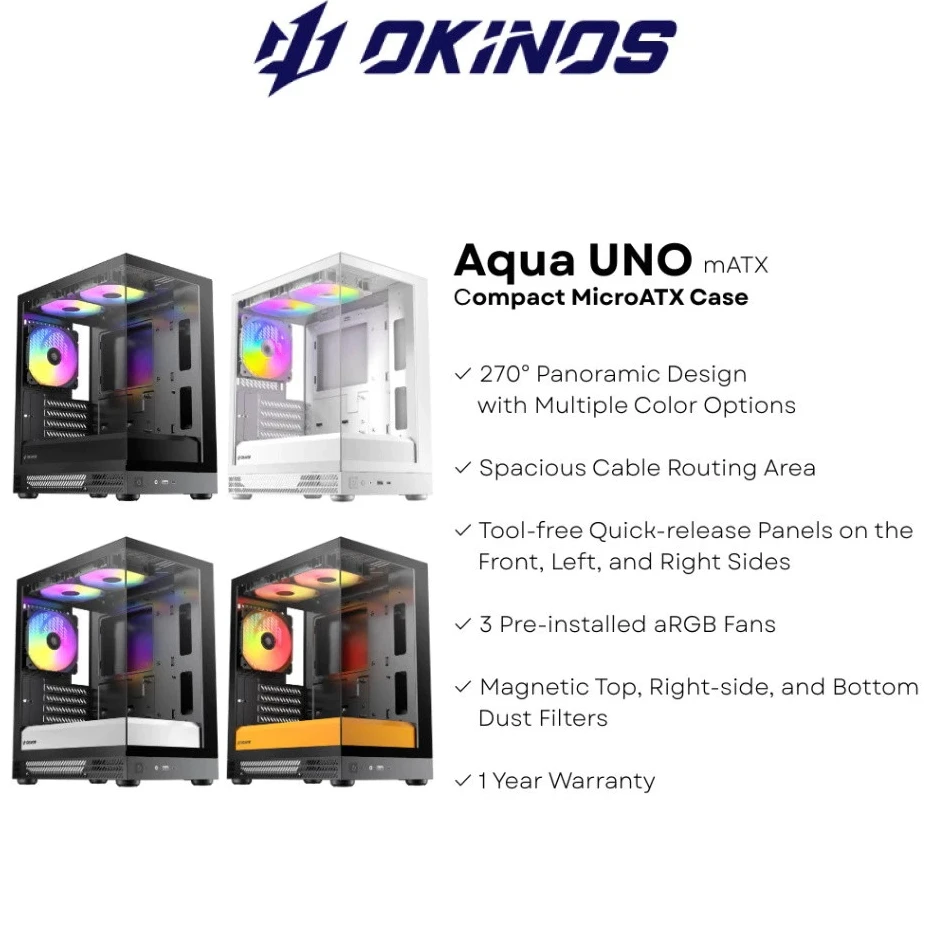 OKINOS
Aqua UNO mATX
Compact MicroATX Case
✓ 270° Panoramic Design
with Multiple Color Options
✓ Spacious Cable Routing Area
✓ Tool-free Quick-release Panels on the
Front, Left, and Right Sides
✓ 3 Pre-installed aRGB Fans
✓ Magnetic Top, Right-side, and Bottom
Dust Filters
✓ 1 Year Warranty